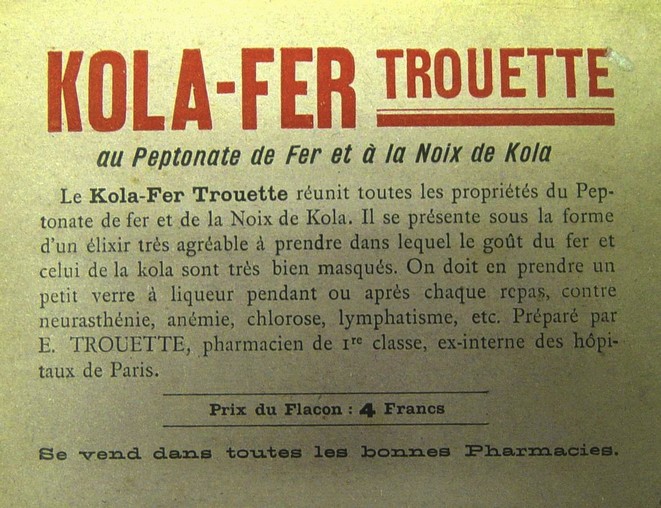 KOLA-FER TROUETTE
au Peptonate de Fer et à la Noix de Kola
Le Kola-Fer Trouette réunit toutes les propriétés du Pep-
tonate de fer et de la Noix de Kola. Il se présente sous la forme
d'un élixir très agréable à prendre dans lequel le goût du fer et
celui de la kola sont très bien masqués. On doit en prendre un
petit verre à liqueur pendant ou après chaque repas, contre
neurasthénie, anémie, chlorose, lymphatisme, etc. Préparé par
E. TROUETTE, pharmacien de 1re classe, ex-interne des hôpi-
taux de Paris.
Prix du Flacon : 4 Francs
Se vend dans toutes les bonnes Pharmacies.